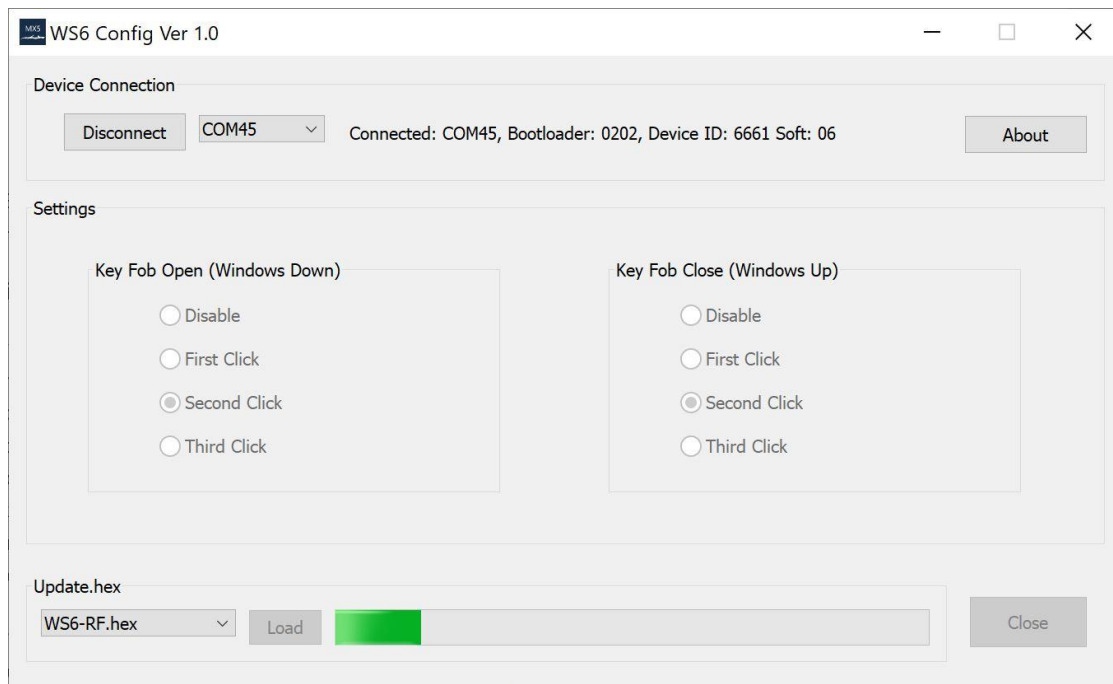 MX5
WS6 Config Ver 1.0
Device Connection
Disconnect
COM45
Connected: COM45, Bootloader: 0202, Device ID: 6661 Soft: 06
About
Settings
Key Fob Open (Windows Down)
Disable
First Click
Second Click
Third Click
Key Fob Close (Windows Up)
Disable
First Click
Second Click
Third Click
Update.hex
WS6-RF.hex
Load
Close